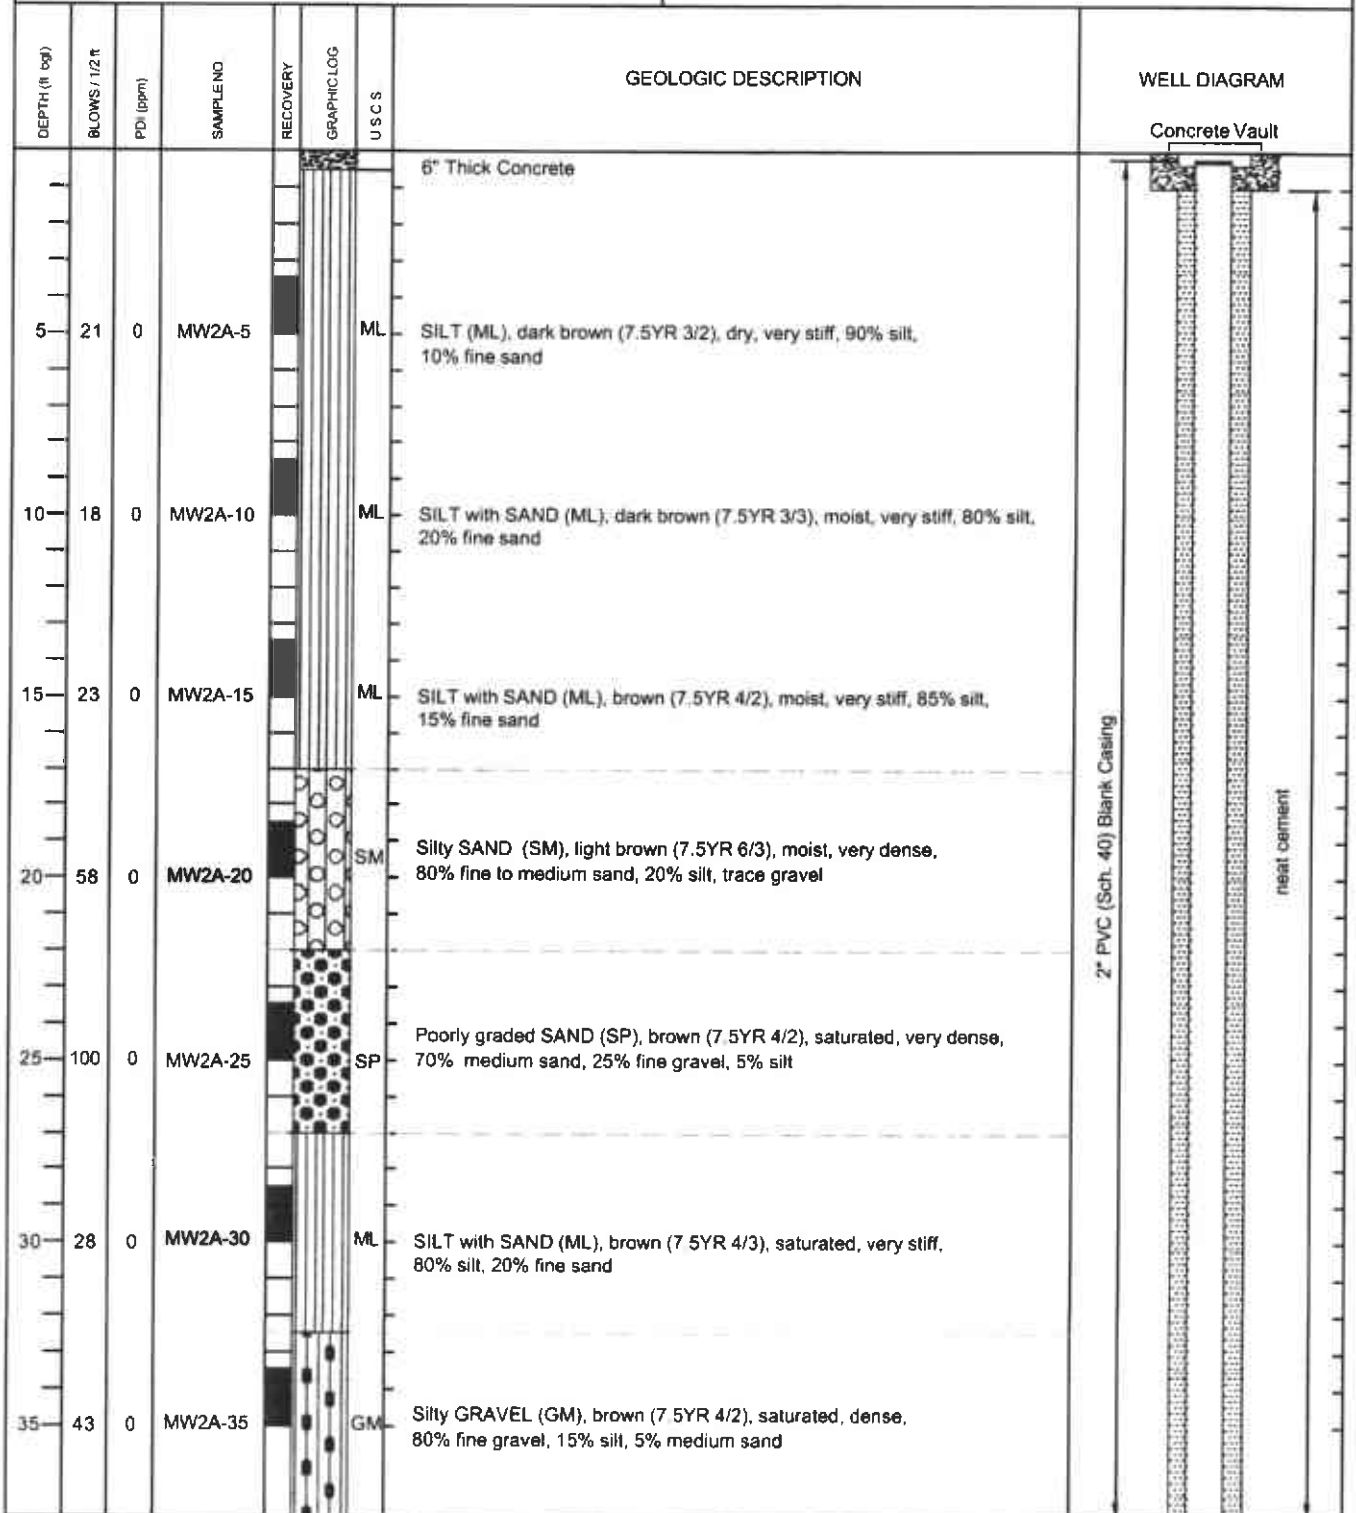 DEPTH (ft bgl)
BLOWS / 1/2 ft
PDI (ppm)
SAMPLE NO
RECOVERY
GRAPHIC LOG
U S C S
GEOLOGIC DESCRIPTION
WELL DIAGRAM
Concrete Vault
6" Thick Concrete
5 21 0 MW2A-5 ML SILT (ML), dark brown (7.5YR 3/2), dry, very stiff, 90% silt,
10% fine sand
10 18 0 MW2A-10 ML SILT with SAND (ML), dark brown (7.5YR 3/3), moist, very stiff, 80% silt,
20% fine sand
15 23 0 MW2A-15 ML SILT with SAND (ML), brown (7.5YR 4/2), moist, very stiff, 85% silt,
15% fine sand
20 58 0 MW2A-20 SM Silty SAND (SM), light brown (7.5YR 6/3), moist, very dense,
80% fine to medium sand, 20% silt, trace gravel
25 100 0 MW2A-25 SP Poorly graded SAND (SP), brown (7.5YR 4/2), saturated, very dense,
70% medium sand, 25% fine gravel, 5% silt
30 28 0 MW2A-30 ML SILT with SAND (ML), brown (7.5YR 4/3), saturated, very stiff,
80% silt, 20% fine sand
35 43 0 MW2A-35 GM Silty GRAVEL (GM), brown (7.5YR 4/2), saturated, dense,
80% fine gravel, 15% silt, 5% medium sand
2" PVC (Sch. 40) Blank Casing
neat cement